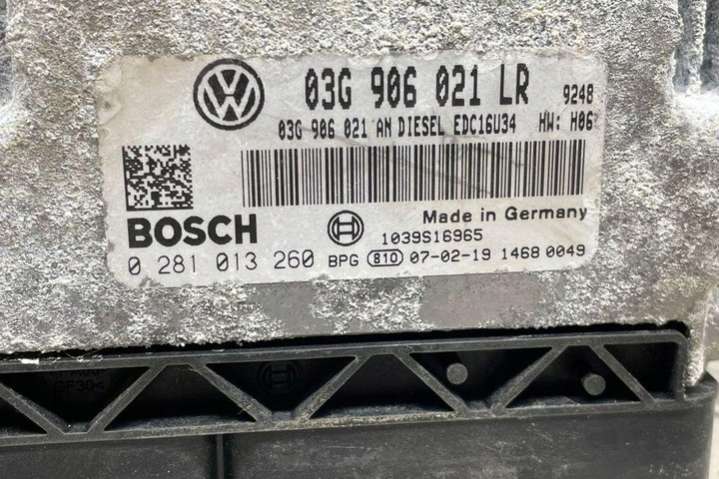 03G 906 021 LR 9248
03G 906 021 AN DIESEL EDC16U34 HW: H06
BOSCH
Made in Germany
1039S16965
0 281 013 260 BPG 810 07-02-19 1468 0049